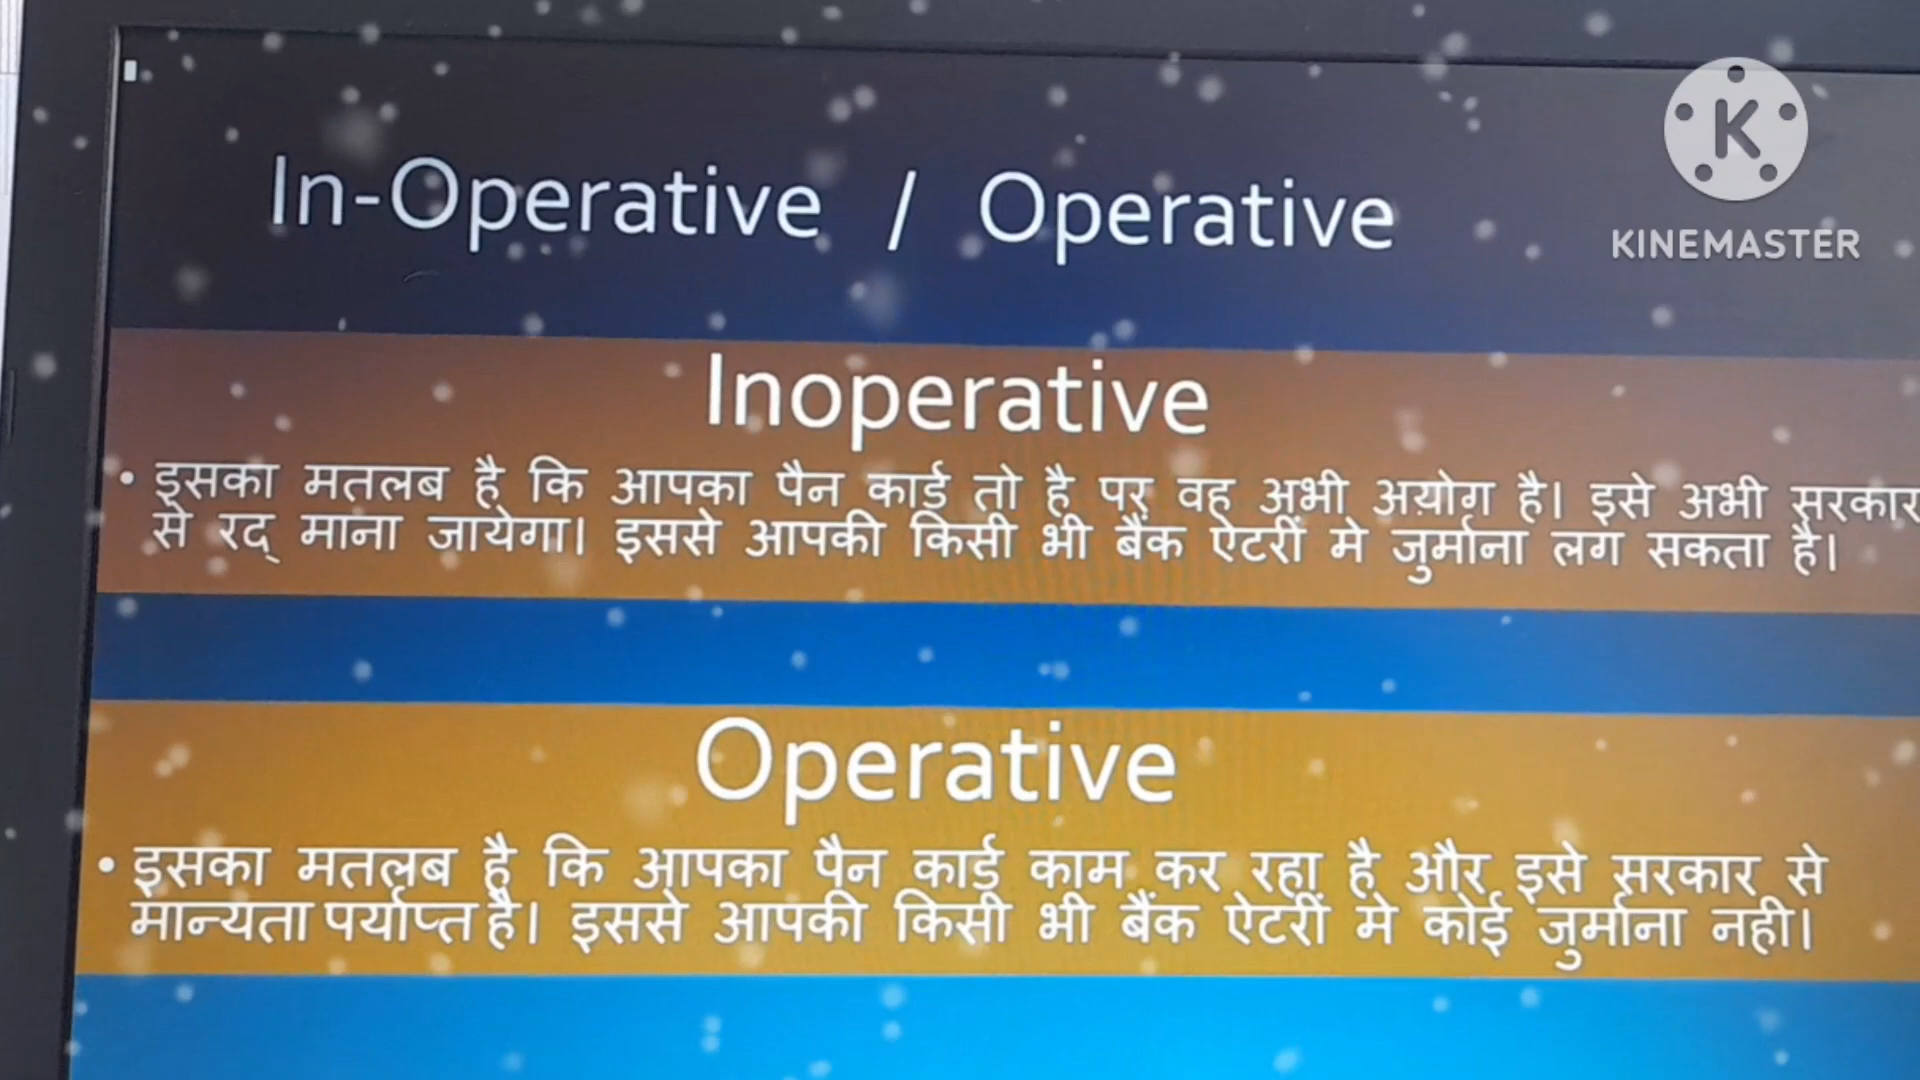 In-Operative / Operative
K
KINEMASTER
Inoperative
• इसका मतलब है कि आपका पैन कार्ड तो है पर वह अभी अयोग है। इसे अभी सरकार
से रद् माना जायेगा। इससे आपकी किसी भी बैंक ऐटरीं मे जुर्माना लग सकता है।
Operative
• इसका मतलब है कि आपका पैन कार्ड काम कर रहा है और इसे सरकार से
मान्यता पर्याप्त है। इससे आपकी किसी भी बैंक ऐटरीं मे कोई जुर्माना नही।